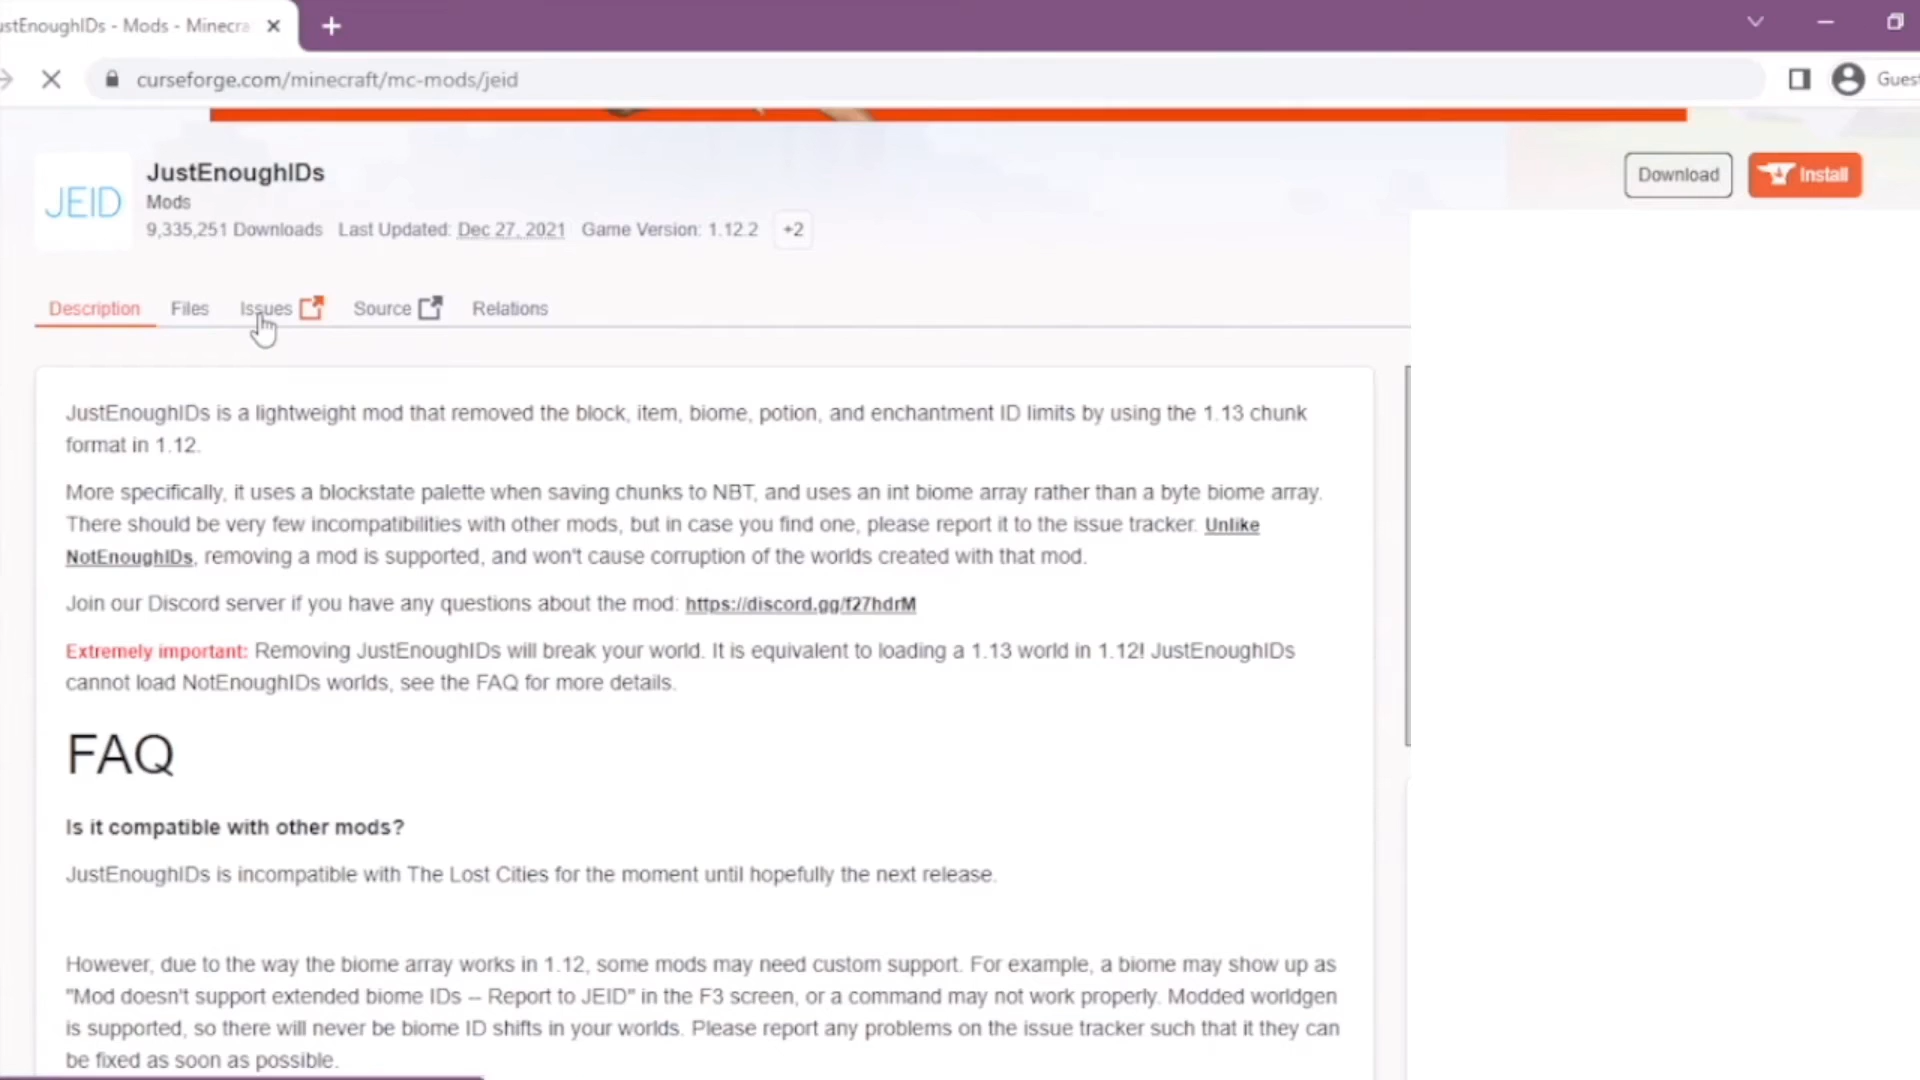 ustEnoughIDs - Mods - Minecra
curseforge.com/minecraft/mc-mods/jeid
Guest
JEID
JustEnoughIDs
Mods
9,335,251 Downloads Last Updated: Dec 27, 2021 Game Version: 1.12.2 +2
Download
Install
Description Files Issues Source Relations
JustEnoughIDs is a lightweight mod that removed the block, item, biome, potion, and enchantment ID limits by using the 1.13 chunk
format in 1.12.
More specifically, it uses a blockstate palette when saving chunks to NBT, and uses an int biome array rather than a byte biome array.
There should be very few incompatibilities with other mods, but in case you find one, please report it to the issue tracker. Unlike
NotEnoughIDs, removing a mod is supported, and won't cause corruption of the worlds created with that mod.
Join our Discord server if you have any questions about the mod: https://discord.gg/f27hdrM
Extremely important: Removing JustEnoughIDs will break your world. It is equivalent to loading a 1.13 world in 1.12! JustEnoughIDs
cannot load NotEnoughIDs worlds, see the FAQ for more details.
FAQ
Is it compatible with other mods?
JustEnoughIDs is incompatible with The Lost Cities for the moment until hopefully the next release.
However, due to the way the biome array works in 1.12, some mods may need custom support. For example, a biome may show up as
"Mod doesn't support extended biome IDs -- Report to JEID" in the F3 screen, or a command may not work properly. Modded worldgen
is supported, so there will never be biome ID shifts in your worlds. Please report any problems on the issue tracker such that it they can
be fixed as soon as possible.